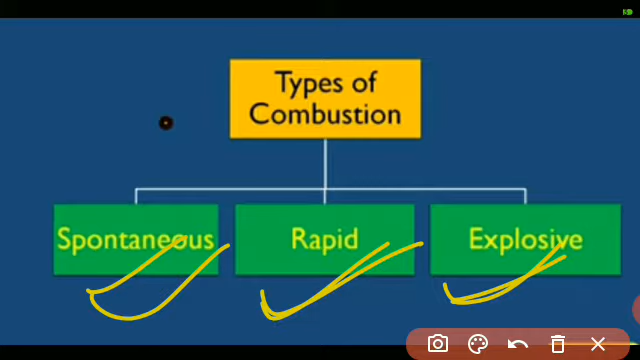 Types of
Combustion
Spontaneous
Rapid
Explosive